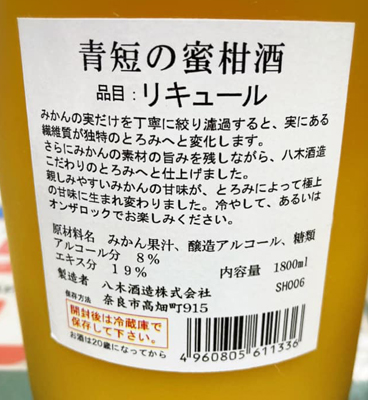 青短の蜜柑酒
品目：リキュール
みかんの実だけを丁寧に絞り濾過すると、実にある
繊維質が独特のとろみへと変化します。
さらにみかんの素材の旨みを残しながら、八木酒造
こだわりのとろみへと仕上げました。
親しみやすいみかんの甘味が、とろみによって極上
の甘味に生まれ変わりました。冷やして、あるいは
オンザロックでお楽しみください。
原材料名 みかん果汁、醸造アルコール、糖類
アルコール分 8％
エキス分 19％
内容量 1800ml
製造者 八木酒造株式会社
SH006
保存方法 奈良市高畑町915
開封後は冷蔵庫で
保存して下さい。
お酒は20歳になってから
4960805611336